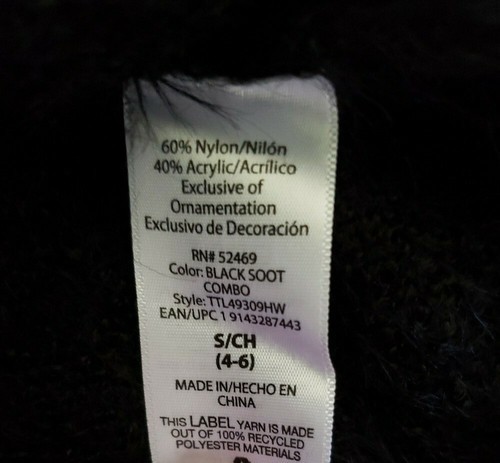 60% Nylon/Nilón
40% Acrylic/Acrílico
Exclusive of
Ornamentation
Exclusivo de Decoración
RN# 52469
Color: BLACK SOOT
COMBO
Style: TTL49309HW
EAN/UPC 1 9143287443
S/CH
(4-6)
MADE IN/HECHO EN
CHINA
THIS LABEL YARN IS MADE
OUT OF 100% RECYCLED
POLYESTER MATERIALS